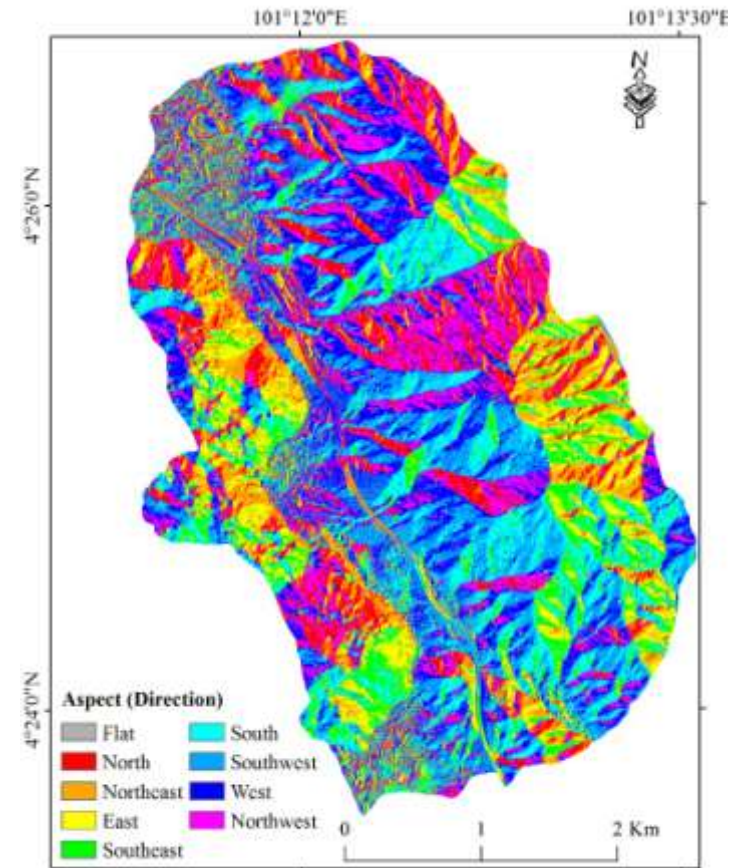 101°12'0"E 101°13'30"E
N
4°26'0"N
4°24'0"N
Aspect (Direction)
Flat South
North Southwest
Northeast West
East Northwest
Southeast
0 1 2 Km